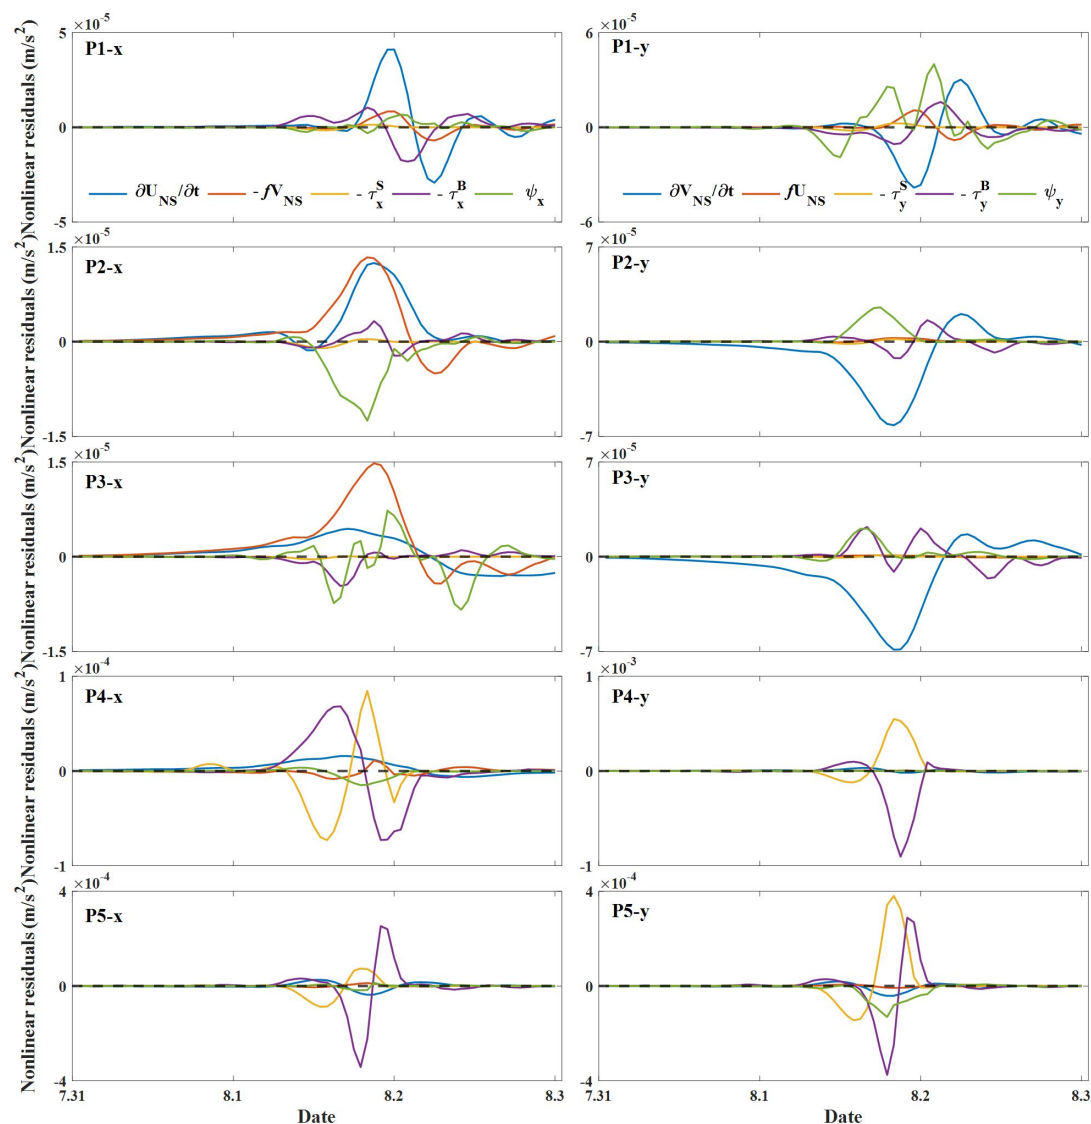 ×10⁻⁵
5
P1-x
0
∂U_NS/∂t
-fV_NS
- τ_x^S
- τ_x^B
ψ_x
-5
Nonlinear residuals (m/s²)
×10⁻⁵
6
P1-y
0
∂V_NS/∂t
fU_NS
- τ_y^S
- τ_y^B
ψ_y
-6
×10⁻⁵
1.5
P2-x
0
-1.5
Nonlinear residuals (m/s²)
×10⁻⁵
7
P2-y
0
-7
×10⁻⁵
1.5
P3-x
0
-1.5
Nonlinear residuals (m/s²)
×10⁻⁵
7
P3-y
0
-7
×10⁻⁴
1
P4-x
0
-1
Nonlinear residuals (m/s²)
×10⁻³
1
P4-y
0
-1
×10⁻⁴
4
P5-x
0
-4
Nonlinear residuals (m/s²)
7.31
8.1
8.2
8.3
Date
×10⁻⁴
4
P5-y
0
-4
7.31
8.1
8.2
8.3
Date